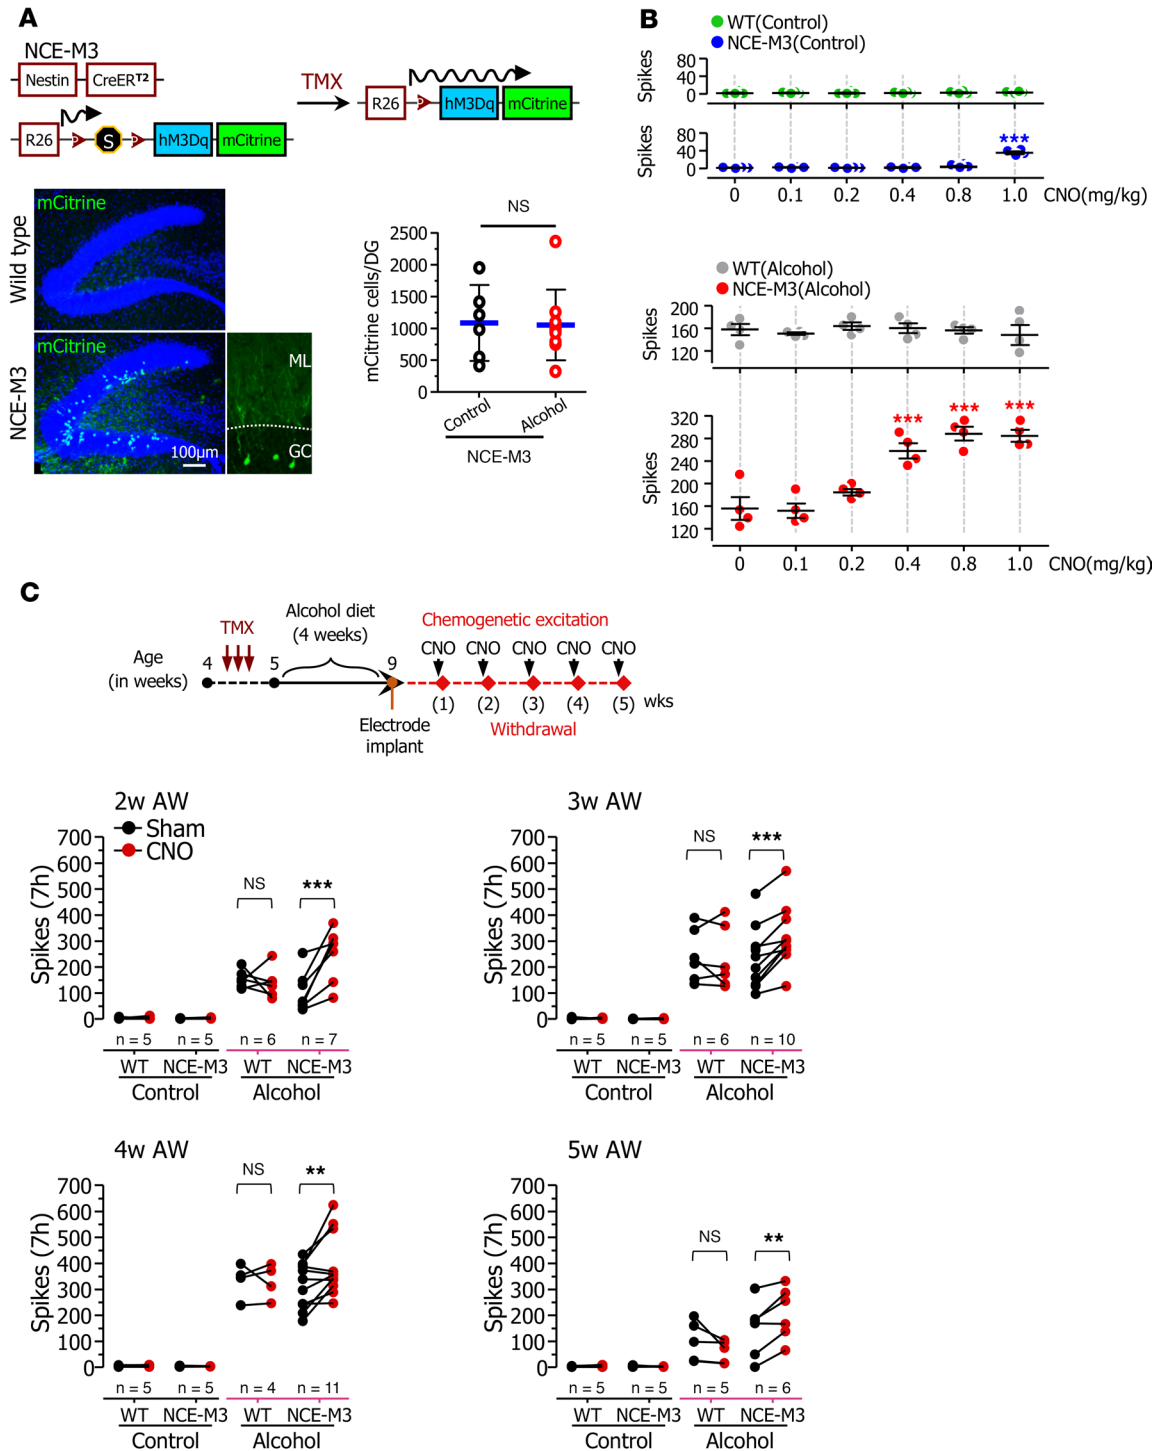 A
NCE-M3
Nestin
CreERT2
TMX
R26
hM3Dq
mCitrine
R26
S
hM3Dq
mCitrine
mCitrine
Wild type
mCitrine
NCE-M3
100μm
ML
GC
NS
2500
2000
1500
1000
500
0
mCitrine cells/DG
Control
Alcohol
NCE-M3
B
WT(Control)
NCE-M3(Control)
Spikes
80
40
0
Spikes
80
40
0
***
0 0.1 0.2 0.4 0.8 1.0 CNO(mg/kg)
WT(Alcohol)
NCE-M3(Alcohol)
Spikes
200
160
120
Spikes
320
280
240
200
160
120
*** *** ***
0 0.1 0.2 0.4 0.8 1.0 CNO(mg/kg)
C
Age
(in weeks)
4
TMX
5
Alcohol diet
(4 weeks)
9
Electrode
implant
Chemogenetic excitation
CNO CNO CNO CNO CNO
(1) (2) (3) (4) (5) wks
Withdrawal
2w AW
Sham
CNO
Spikes (7h)
700
600
500
400
300
200
100
0
NS ***
n = 5 n = 5 n = 6 n = 7
WT NCE-M3 WT NCE-M3
Control Alcohol
3w AW
Spikes (7h)
700
600
500
400
300
200
100
0
NS ***
n = 5 n = 5 n = 6 n = 10
WT NCE-M3 WT NCE-M3
Control Alcohol
4w AW
Spikes (7h)
700
600
500
400
300
200
100
0
NS **
n = 5 n = 5 n = 4 n = 11
WT NCE-M3 WT NCE-M3
Control Alcohol
5w AW
Spikes (7h)
700
600
500
400
300
200
100
0
NS **
n = 5 n = 5 n = 5 n = 6
WT NCE-M3 WT NCE-M3
Control Alcohol